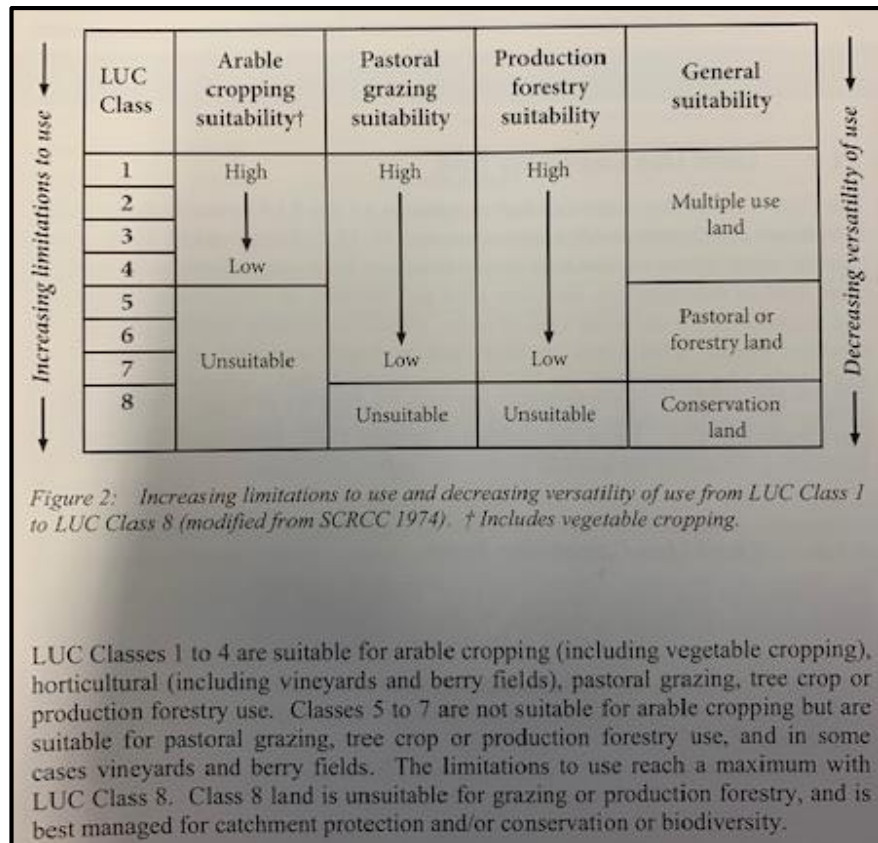 Increasing limitations to use
LUC
Class
Arable
cropping
suitability†
Pastoral
grazing
suitability
Production
forestry
suitability
General
suitability
Decreasing versatility of use
1
High
High
High
Multiple use
land
2
3
4
Low
5
Unsuitable
Pastoral or
forestry land
6
7
Low
Low
8
Unsuitable
Unsuitable
Conservation
land
Figure 2: Increasing limitations to use and decreasing versatility of use from LUC Class 1
to LUC Class 8 (modified from SCRCC 1974). † Includes vegetable cropping.
LUC Classes 1 to 4 are suitable for arable cropping (including vegetable cropping),
horticultural (including vineyards and berry fields), pastoral grazing, tree crop or
production forestry use. Classes 5 to 7 are not suitable for arable cropping but are
suitable for pastoral grazing, tree crop or production forestry use, and in some
cases vineyards and berry fields. The limitations to use reach a maximum with
LUC Class 8. Class 8 land is unsuitable for grazing or production forestry, and is
best managed for catchment protection and/or conservation or biodiversity.